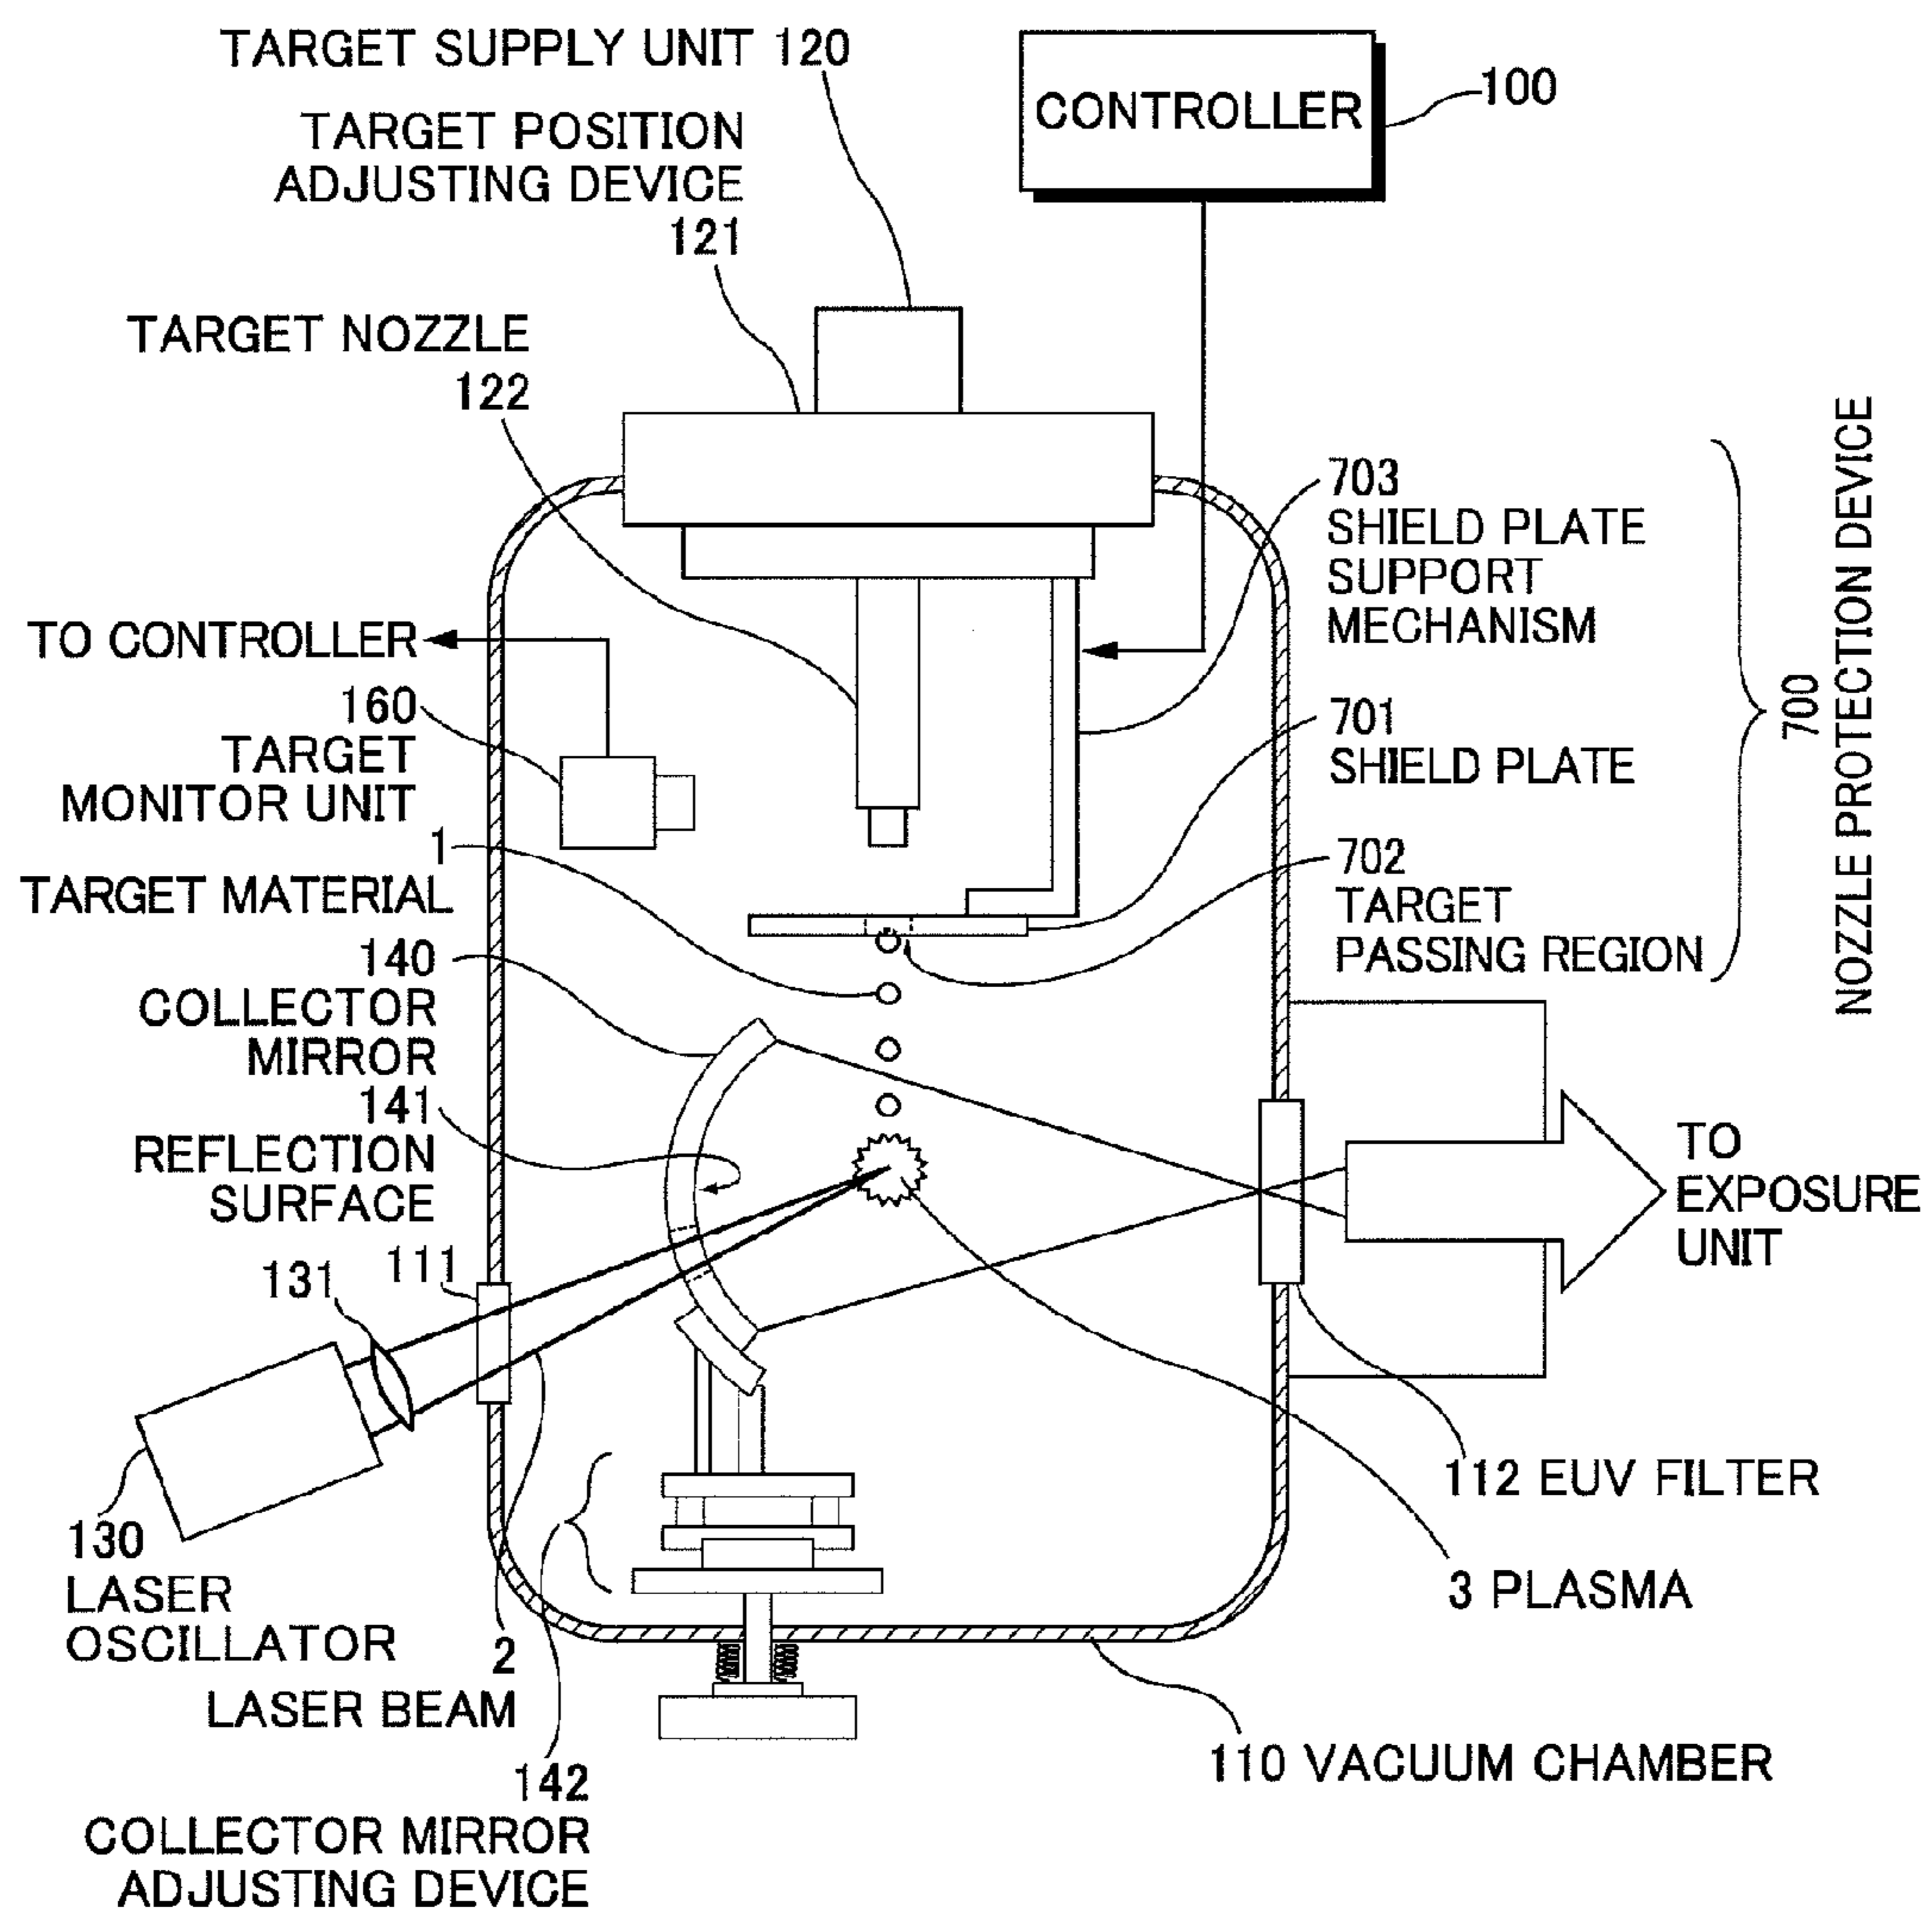 TARGET SUPPLY UNIT 120
CONTROLLER
100
TARGET POSITION
ADJUSTING DEVICE
121
TARGET NOZZLE
122
703
SHIELD PLATE
SUPPORT
MECHANISM
700
NOZZLE PROTECTION DEVICE
TO CONTROLLER
160
TARGET
MONITOR UNIT
701
SHIELD PLATE
1
TARGET MATERIAL
702
TARGET
PASSING REGION
140
COLLECTOR
MIRROR
141
REFLECTION
SURFACE
TO
EXPOSURE
UNIT
111
131
112 EUV FILTER
130
LASER
OSCILLATOR
2
LASER BEAM
3 PLASMA
110 VACUUM CHAMBER
142
COLLECTOR MIRROR
ADJUSTING DEVICE